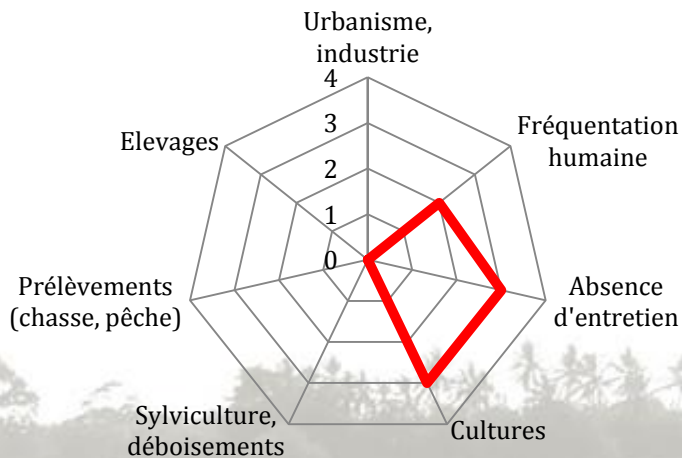 Urbanisme,
industrie
4
3
2
1
0
Fréquentation
humaine
Absence
d'entretien
Cultures
Sylviculture,
déboisements
Prélèvements
(chasse, pêche)
Elevages